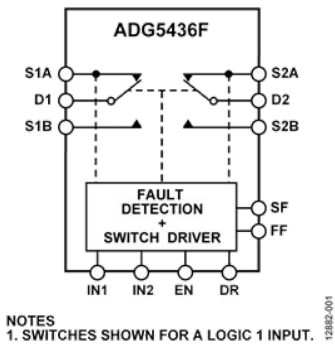 ADG5436F
S1A
S2A
D1
D2
S1B
S2B
FAULT
DETECTION
+
SWITCH DRIVER
SF
FF
IN1 IN2 EN DR
NOTES
1. SWITCHES SHOWN FOR A LOGIC 1 INPUT.
12882-001